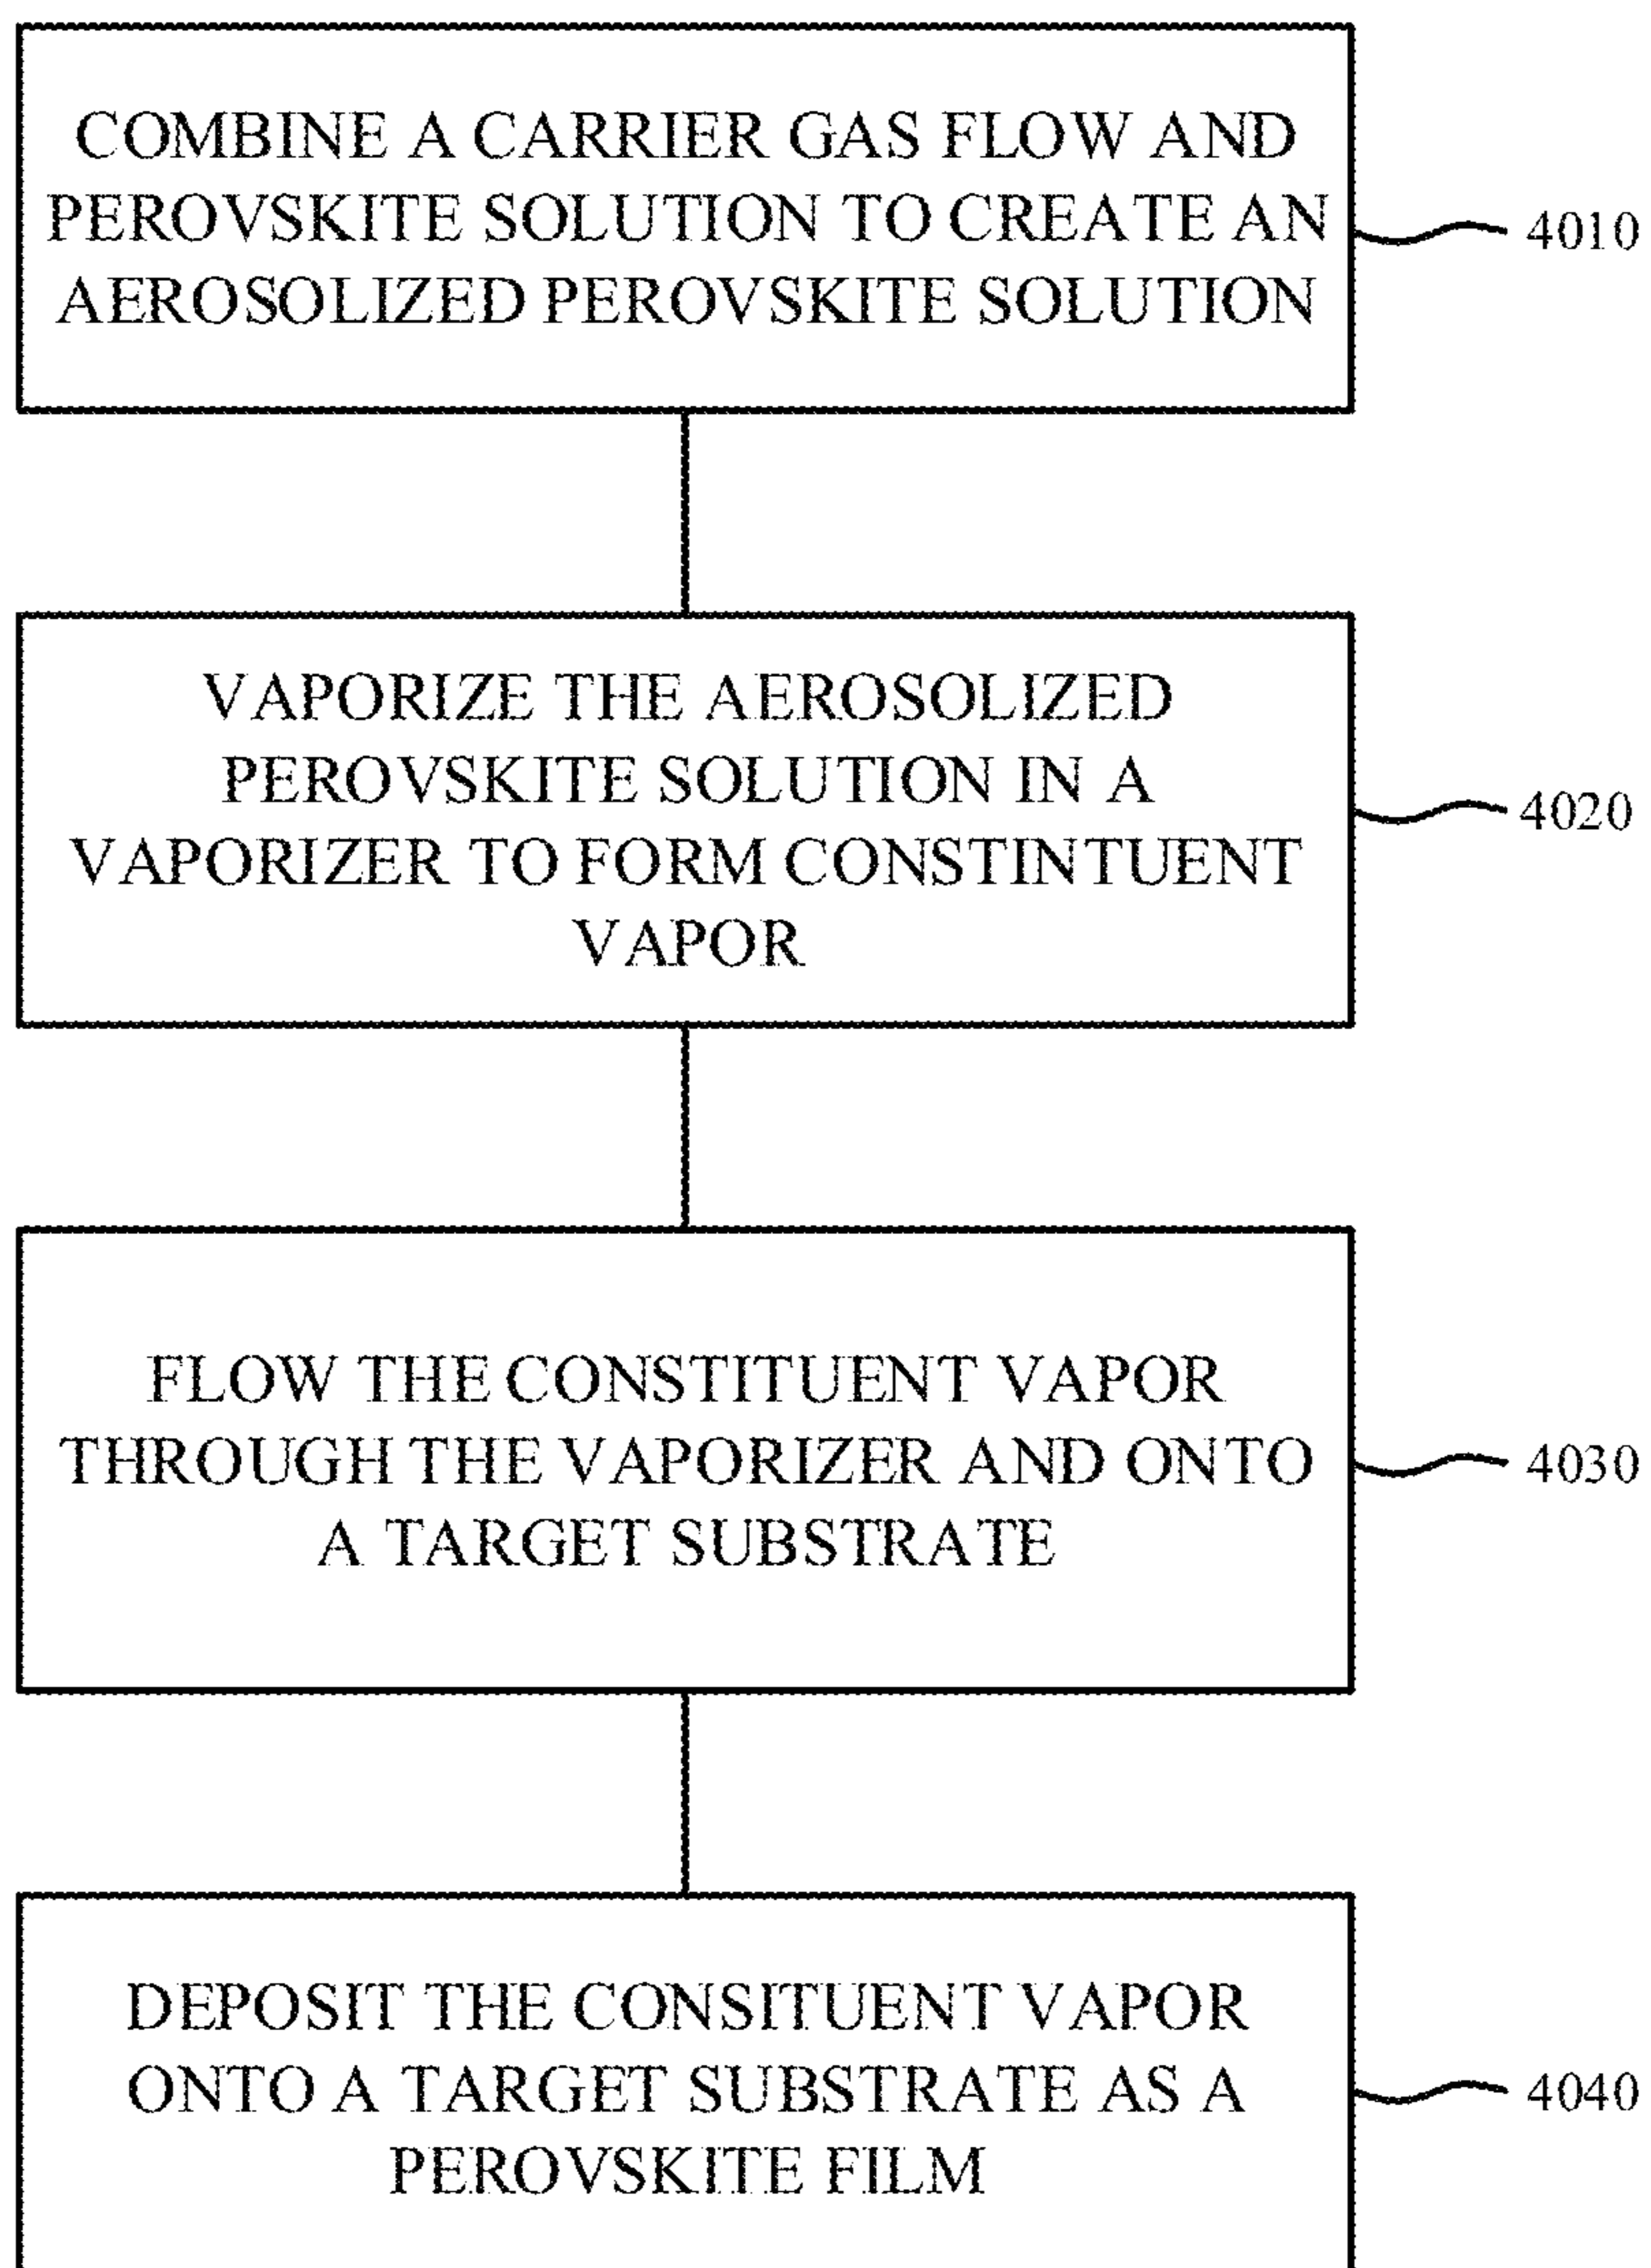 COMBINE A CARRIER GAS FLOW AND
PEROVSKITE SOLUTION TO CREATE AN
AEROSOLIZED PEROVSKITE SOLUTION
4010
VAPORIZE THE AEROSOLIZED
PEROVSKITE SOLUTION IN A
VAPORIZER TO FORM CONSTINTUENT
VAPOR
4020
FLOW THE CONSTITUENT VAPOR
THROUGH THE VAPORIZER AND ONTO
A TARGET SUBSTRATE
4030
DEPOSIT THE CONSITUENT VAPOR
ONTO A TARGET SUBSTRATE AS A
PEROVSKITE FILM
4040